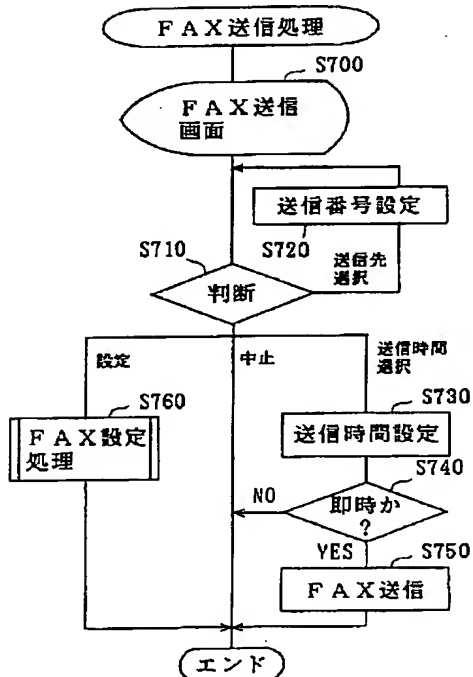 FAX送信処理
S700
FAX送信
画面
送信番号設定
S710
S720
送信先
選択
判断
設定
中止
送信時間
選択
S760
S730
FAX設定
処理
送信時間設定
S740
NO
即時か
?
YES
S750
FAX送信
エンド